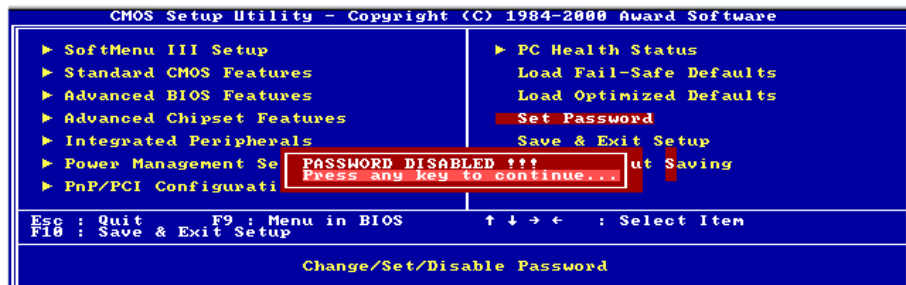 CMOS Setup Utility - Copyright (C) 1984-2000 Award Software
► SoftMenu III Setup
► Standard CMOS Features
► Advanced BIOS Features
► Advanced Chipset Features
► Integrated Peripherals
► Power Management Se
► PnP/PCI Configurati
► PC Health Status
Load Fail-Safe Defaults
Load Optimized Defaults
Set Password
Save & Exit Setup
ut Saving
PASSWORD DISABLED !!!
Press any key to continue...
Esc : Quit F9 : Menu in BIOS ↑ ↓ → ← : Select Item
F10 : Save & Exit Setup
Change/Set/Disable Password